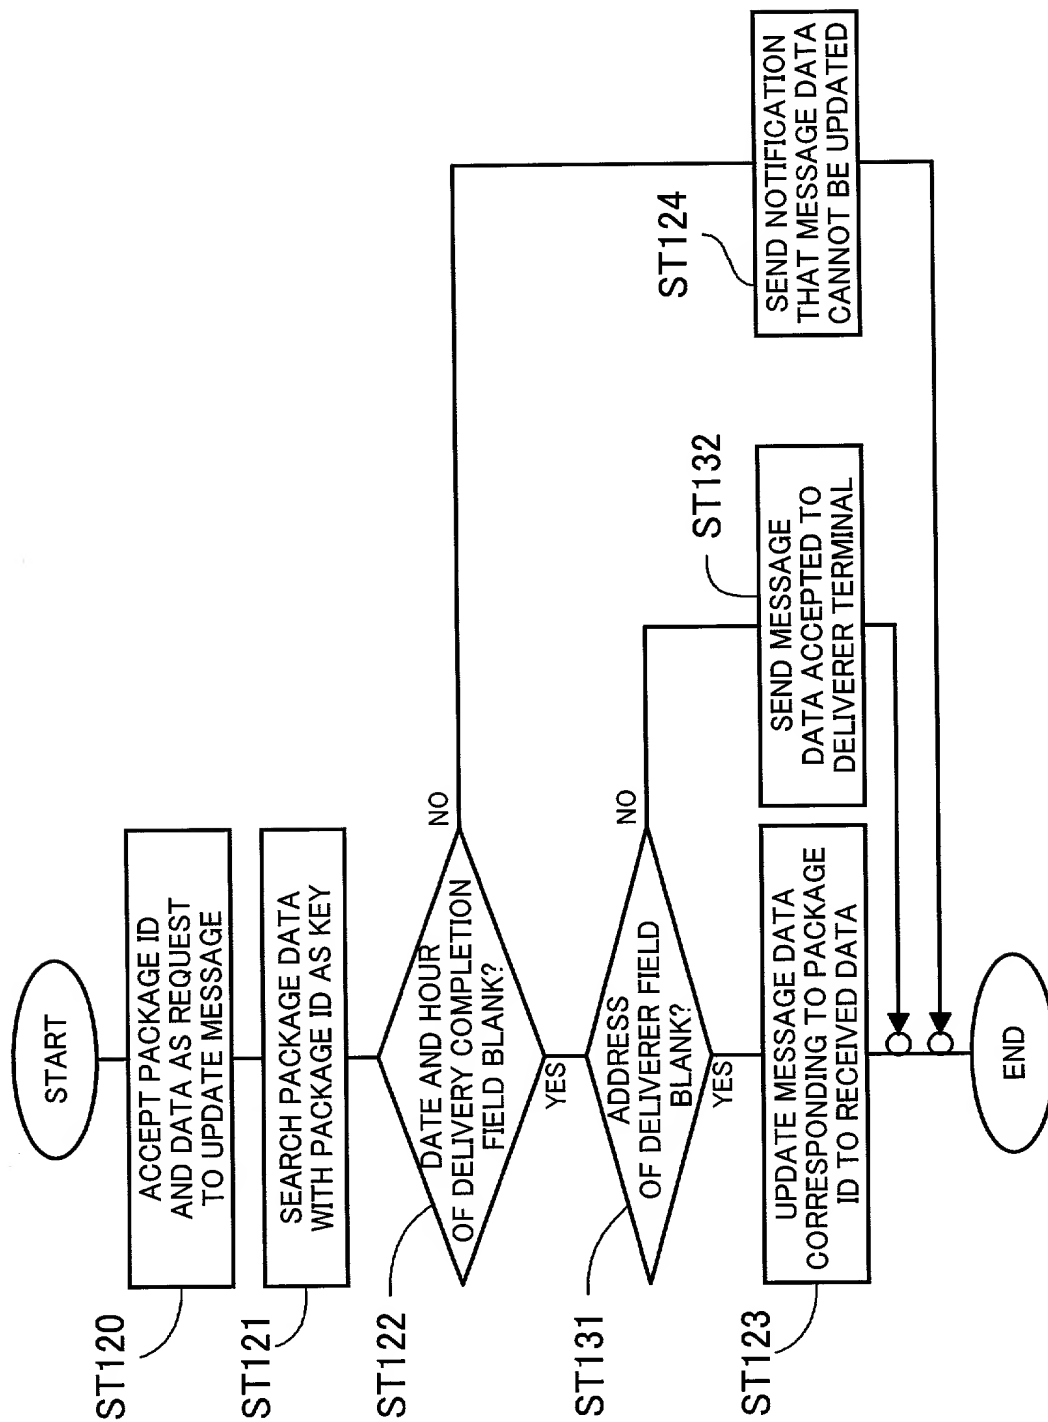 START
ST120
ACCEPT PACKAGE ID
AND DATA AS REQUEST
TO UPDATE MESSAGE
ST121
SEARCH PACKAGE DATA
WITH PACKAGE ID AS KEY
ST122
DATE AND HOUR
OF DELIVERY COMPLETION
FIELD BLANK?
NO
YES
ST131
ADDRESS
OF DELIVERER FIELD
BLANK?
NO
YES
ST123
UPDATE MESSAGE DATA
CORRESPONDING TO PACKAGE
ID TO RECEIVED DATA
ST132
SEND MESSAGE
DATA ACCEPTED TO
DELIVERER TERMINAL
ST124
SEND NOTIFICATION
THAT MESSAGE DATA
CANNOT BE UPDATED
END